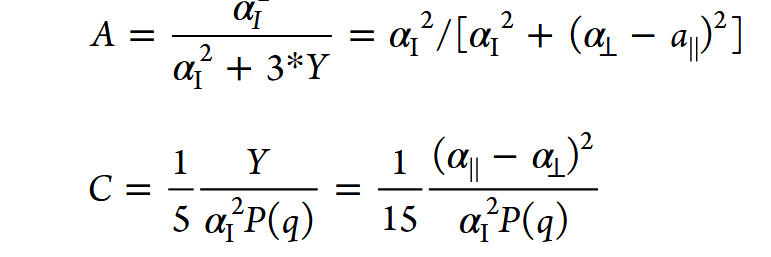 A = α_I^2 / (α_I^2 + 3*Y) = α_I^2/[α_I^2 + (α_⊥ − a_∥)^2]
C = (1/5) (Y / (α_I^2 P(q))) = (1/15) ((α_∥ − α_⊥)^2 / (α_I^2 P(q)))